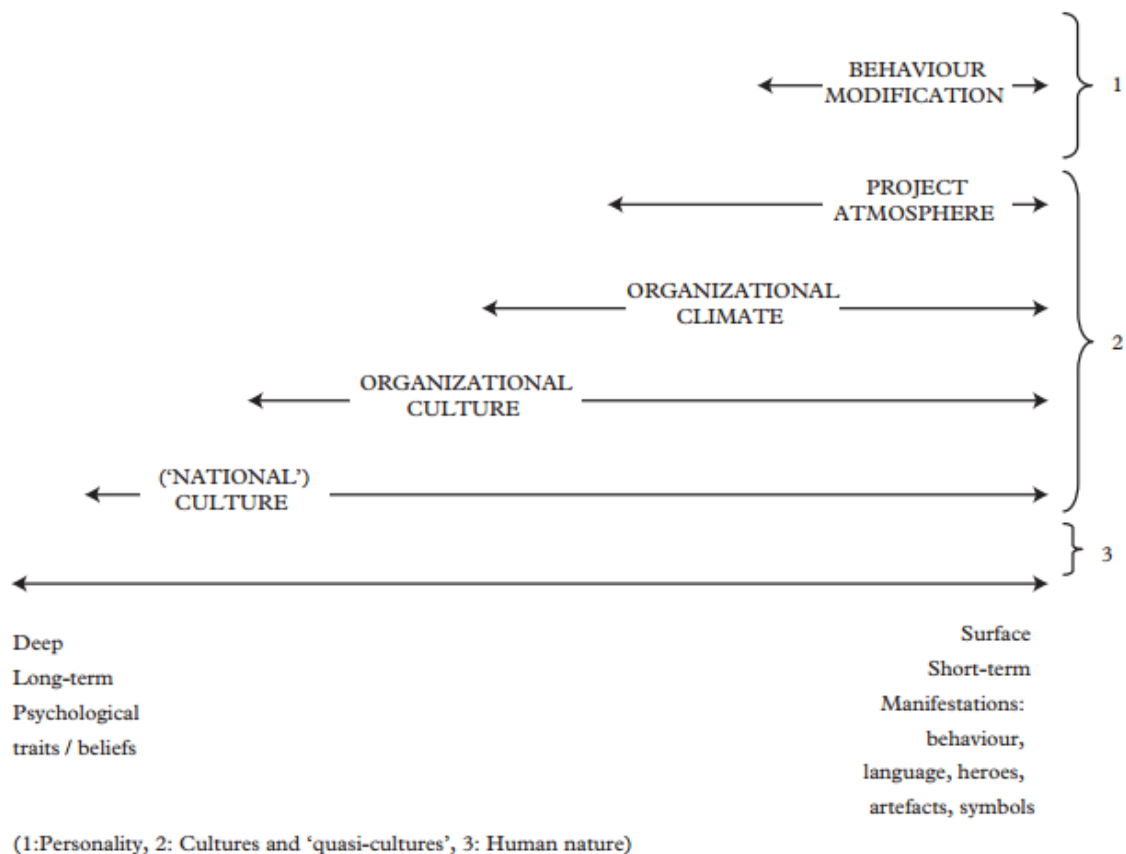 BEHAVIOUR
MODIFICATION
1
PROJECT
ATMOSPHERE
ORGANIZATIONAL
CLIMATE
2
ORGANIZATIONAL
CULTURE
(‘NATIONAL’)
CULTURE
3
Deep
Long-term
Psychological
traits / beliefs
Surface
Short-term
Manifestations:
behaviour,
language, heroes,
artefacts, symbols
(1:Personality, 2: Cultures and ‘quasi-cultures’, 3: Human nature)